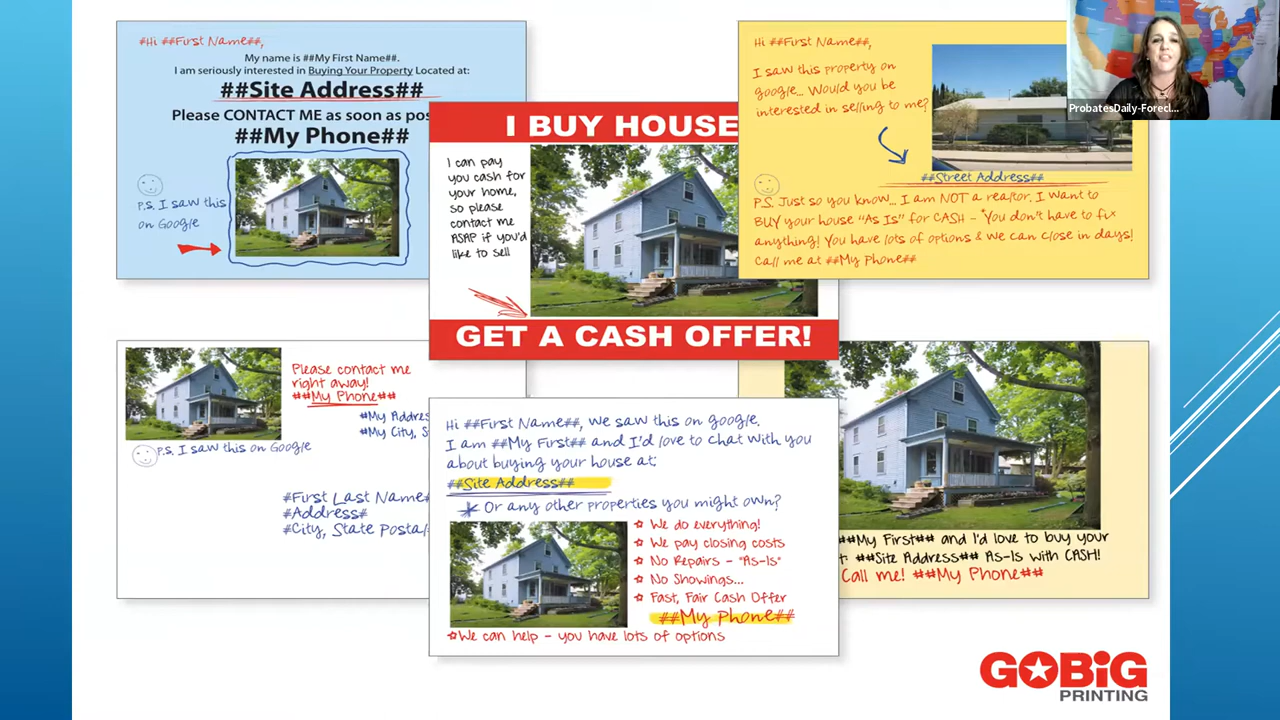 #Hi ##First Name##,
My name is ##My First Name##.
I am seriously interested in Buying Your Property Located at:
##Site Address##
Please CONTACT ME as soon as pos
##My Phone##
P.S. I saw this
on Google
I BUY HOUSE
I can pay
you cash for
your home,
so please
contact me
ASAP if you'd
like to sell
GET A CASH OFFER!
Hi ##First Name##,
I saw this property on
google... Would you be
interested in selling to me?
##Street Address##
P.S. Just so you know... I am NOT a realtor. I want to
BUY your house "As Is" for CASH - "You don't have to fix
anything! You have lots of options & we can close in days!
Call me at ##My Phone##
ProbatesDaily-Forecl...
Please contact me
right away!
##My Phone##
#My Addres
#My City, S
P.S. I saw this on Google
#First Last Name#
#Address#
#City, State Posta
Hi ##First Name##, we saw this on google.
I am ##My First## and I'd love to chat with you
about buying your house at:
##Site Address##
* Or any other properties you might own?
We do everything!
We pay closing costs
No Repairs - "As-Is"
No Showings...
Fast, Fair Cash Offer
##My Phone##
We can help - you have lots of options
##My First## and I'd love to buy your
t: ##Site Address## As-Is with CASH!
Call me! ##My Phone##
GOBiG
PRINTING